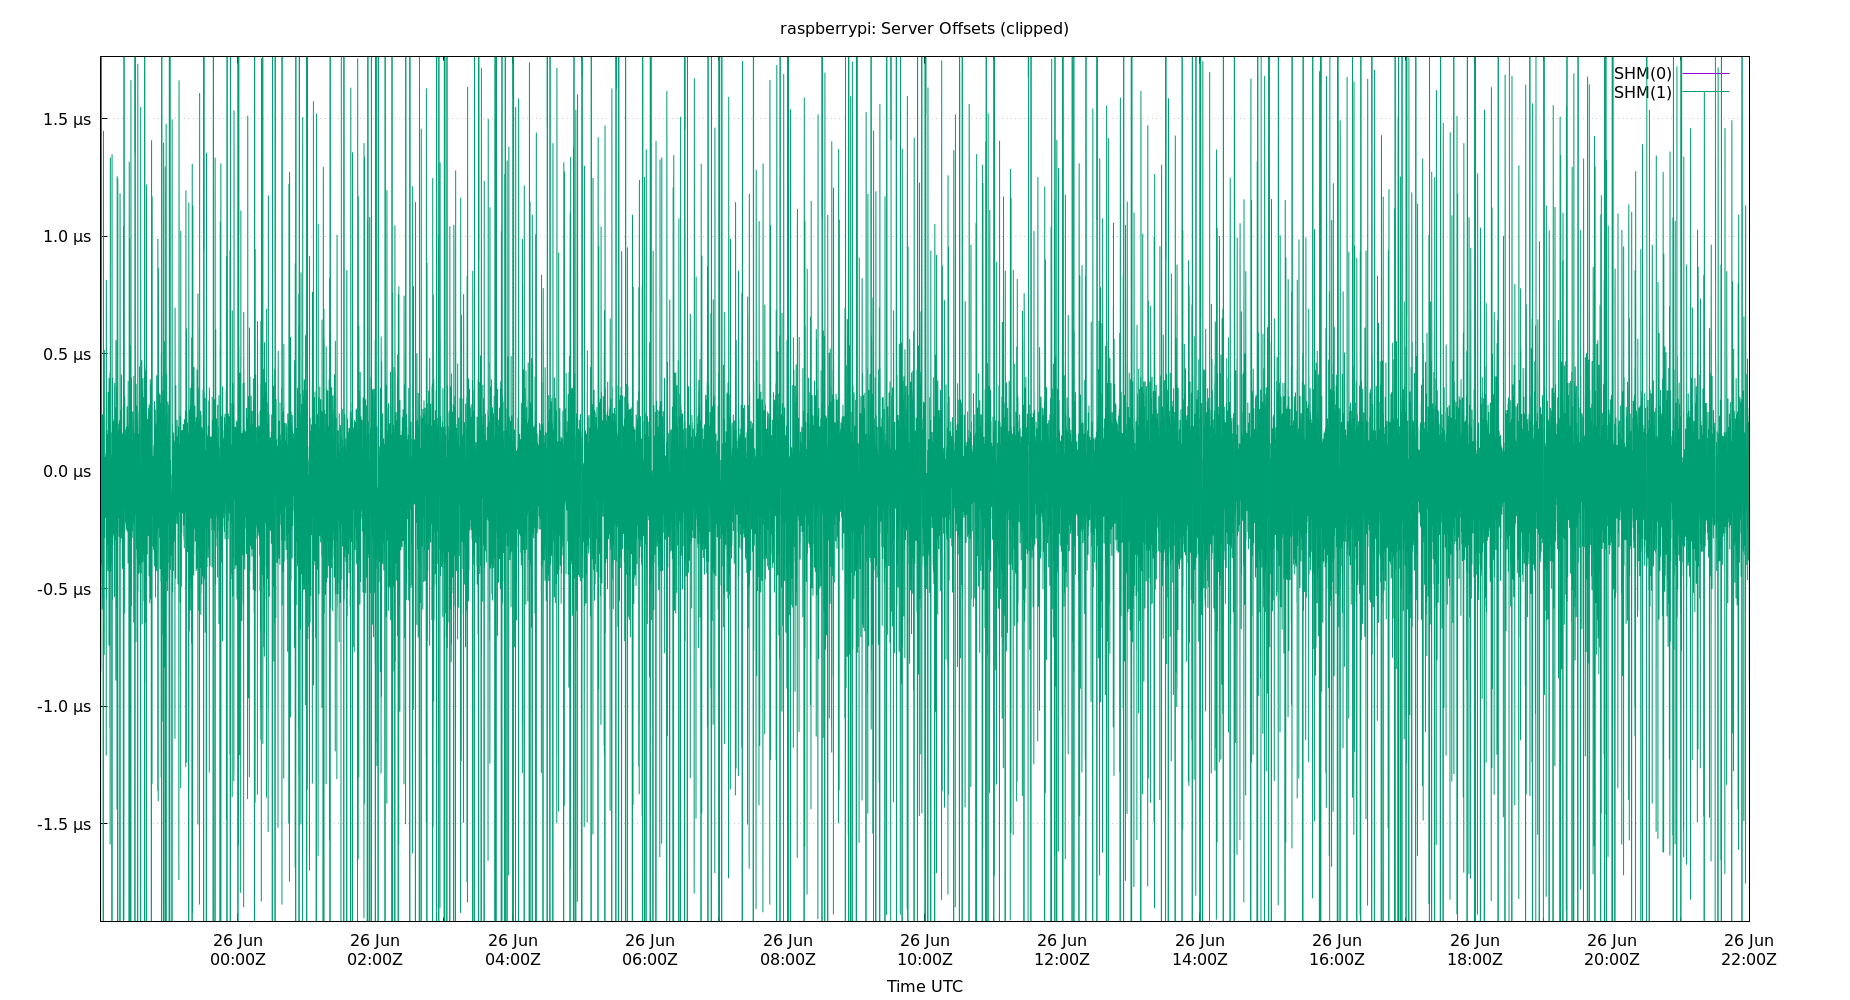 raspberrypi: Server Offsets (clipped)
SHM(0)
SHM(1)
1.5 µs
1.0 µs
0.5 µs
0.0 µs
-0.5 µs
-1.0 µs
-1.5 µs
26 Jun 26 Jun 26 Jun 26 Jun 26 Jun 26 Jun 26 Jun 26 Jun 26 Jun 26 Jun 26 Jun 26 Jun
00:00Z 02:00Z 04:00Z 06:00Z 08:00Z 10:00Z 12:00Z 14:00Z 16:00Z 18:00Z 20:00Z 22:00Z
Time UTC